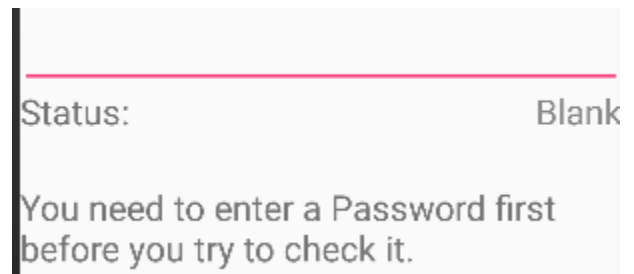 Status: Blank
You need to enter a Password first
before you try to check it.